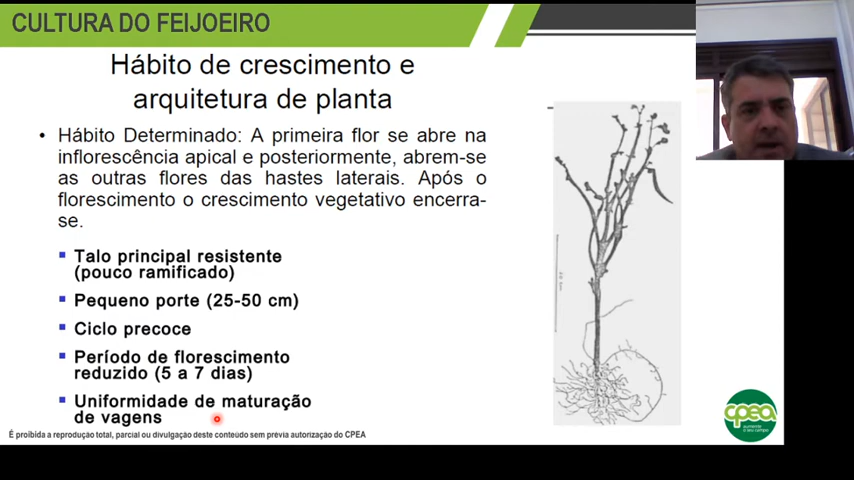 CULTURA DO FEIJOEIRO
Hábito de crescimento e
arquitetura de planta
• Hábito Determinado: A primeira flor se abre na
inflorescência apical e posteriormente, abrem-se
as outras flores das hastes laterais. Após o
florescimento o crescimento vegetativo encerra-
se.
Talo principal resistente
(pouco ramificado)
Pequeno porte (25-50 cm)
Ciclo precoce
Período de florescimento
reduzido (5 a 7 dias)
Uniformidade de maturação
de vagens
É proibida a reprodução total, parcial ou divulgação deste conteúdo sem prévia autorização do CPEA
cpea
aumente
o seu campo